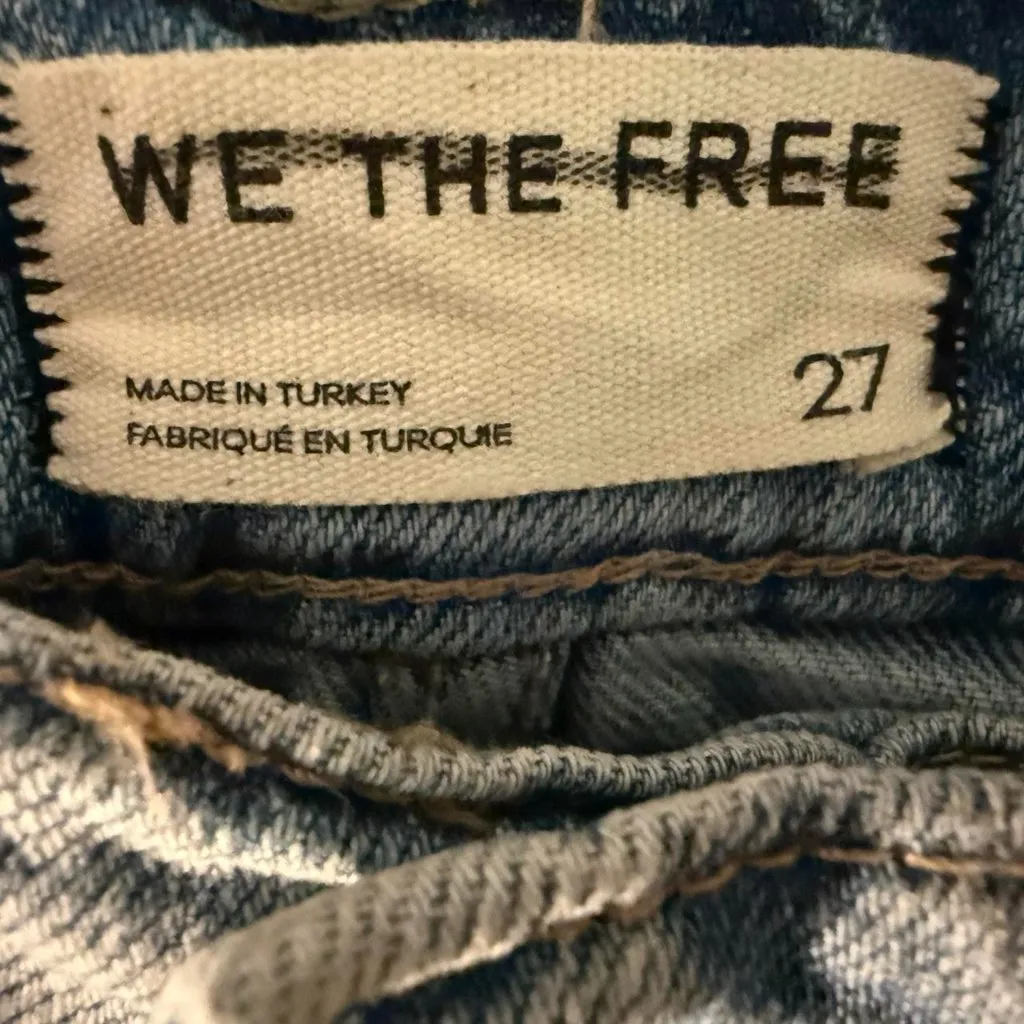 WE THE FREE
MADE IN TURKEY
FABRIQUÉ EN TURQUIE
27